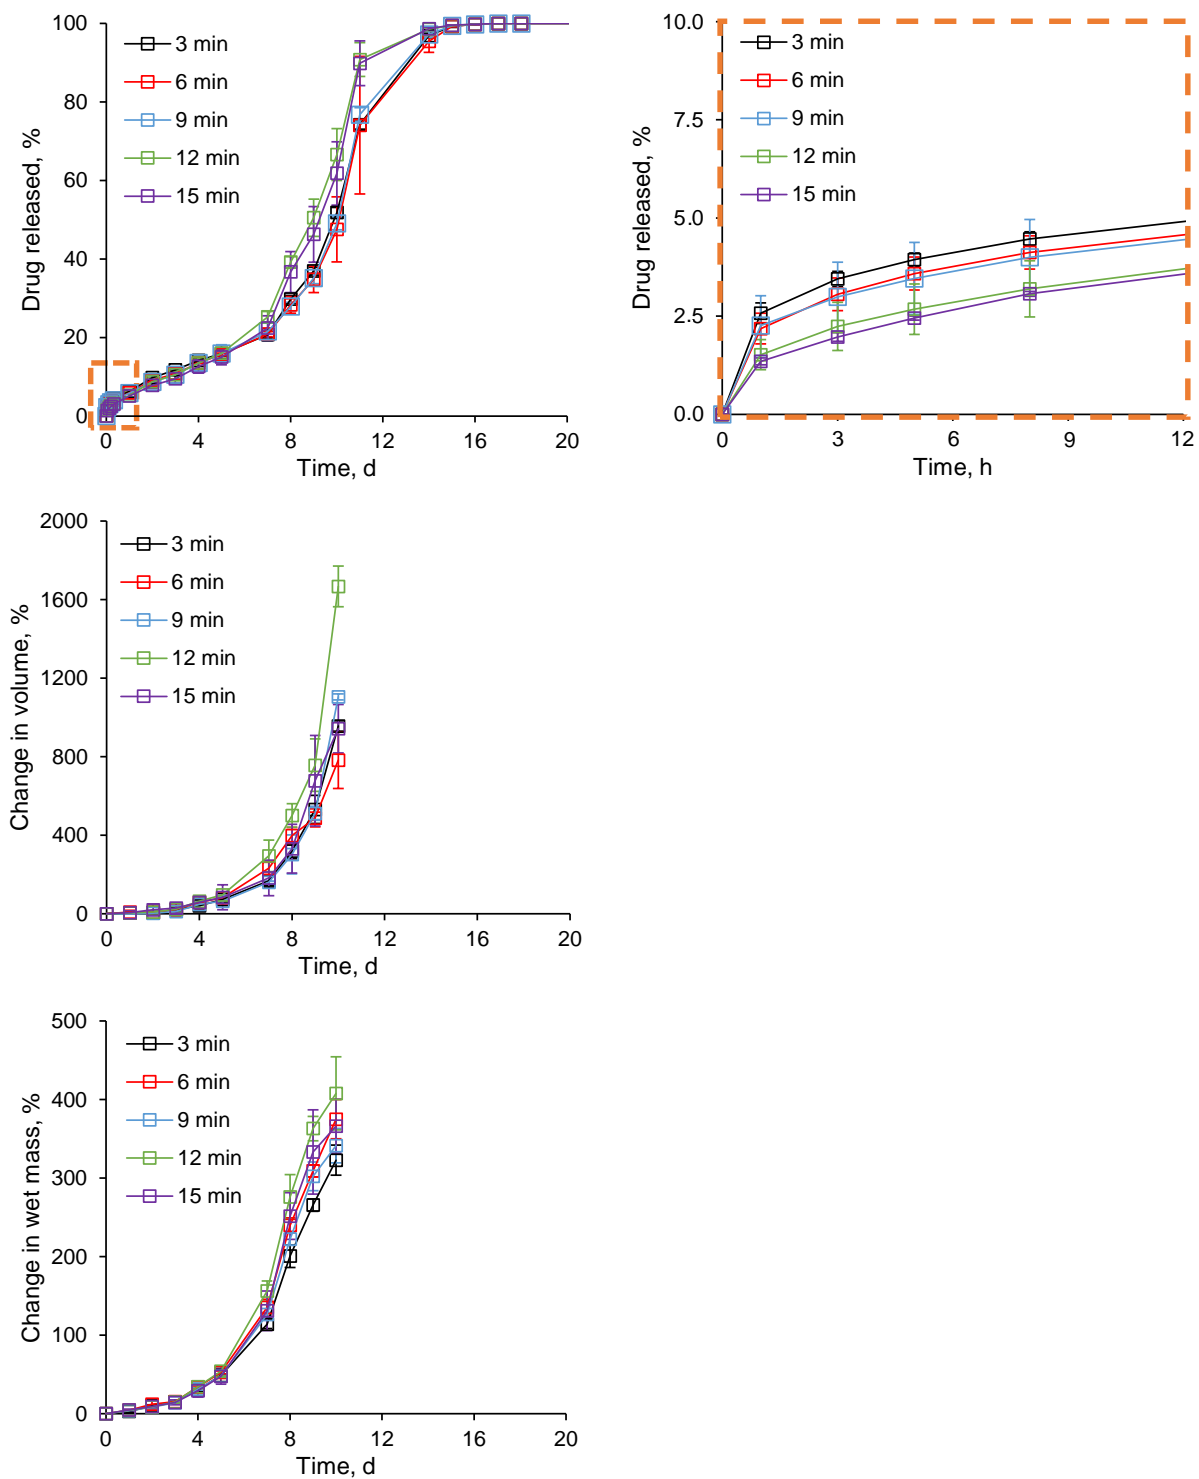 Drug released, %
100
80
60
40
20
0
3 min
6 min
9 min
12 min
15 min
0 4 8 12 16 20
Time, d
Drug released, %
10.0
7.5
5.0
2.5
0.0
3 min
6 min
9 min
12 min
15 min
0 3 6 9 12
Time, h
Change in volume, %
2000
1600
1200
800
400
0
3 min
6 min
9 min
12 min
15 min
0 4 8 12 16 20
Time, d
Change in wet mass, %
500
400
300
200
100
0
3 min
6 min
9 min
12 min
15 min
0 4 8 12 16 20
Time, d